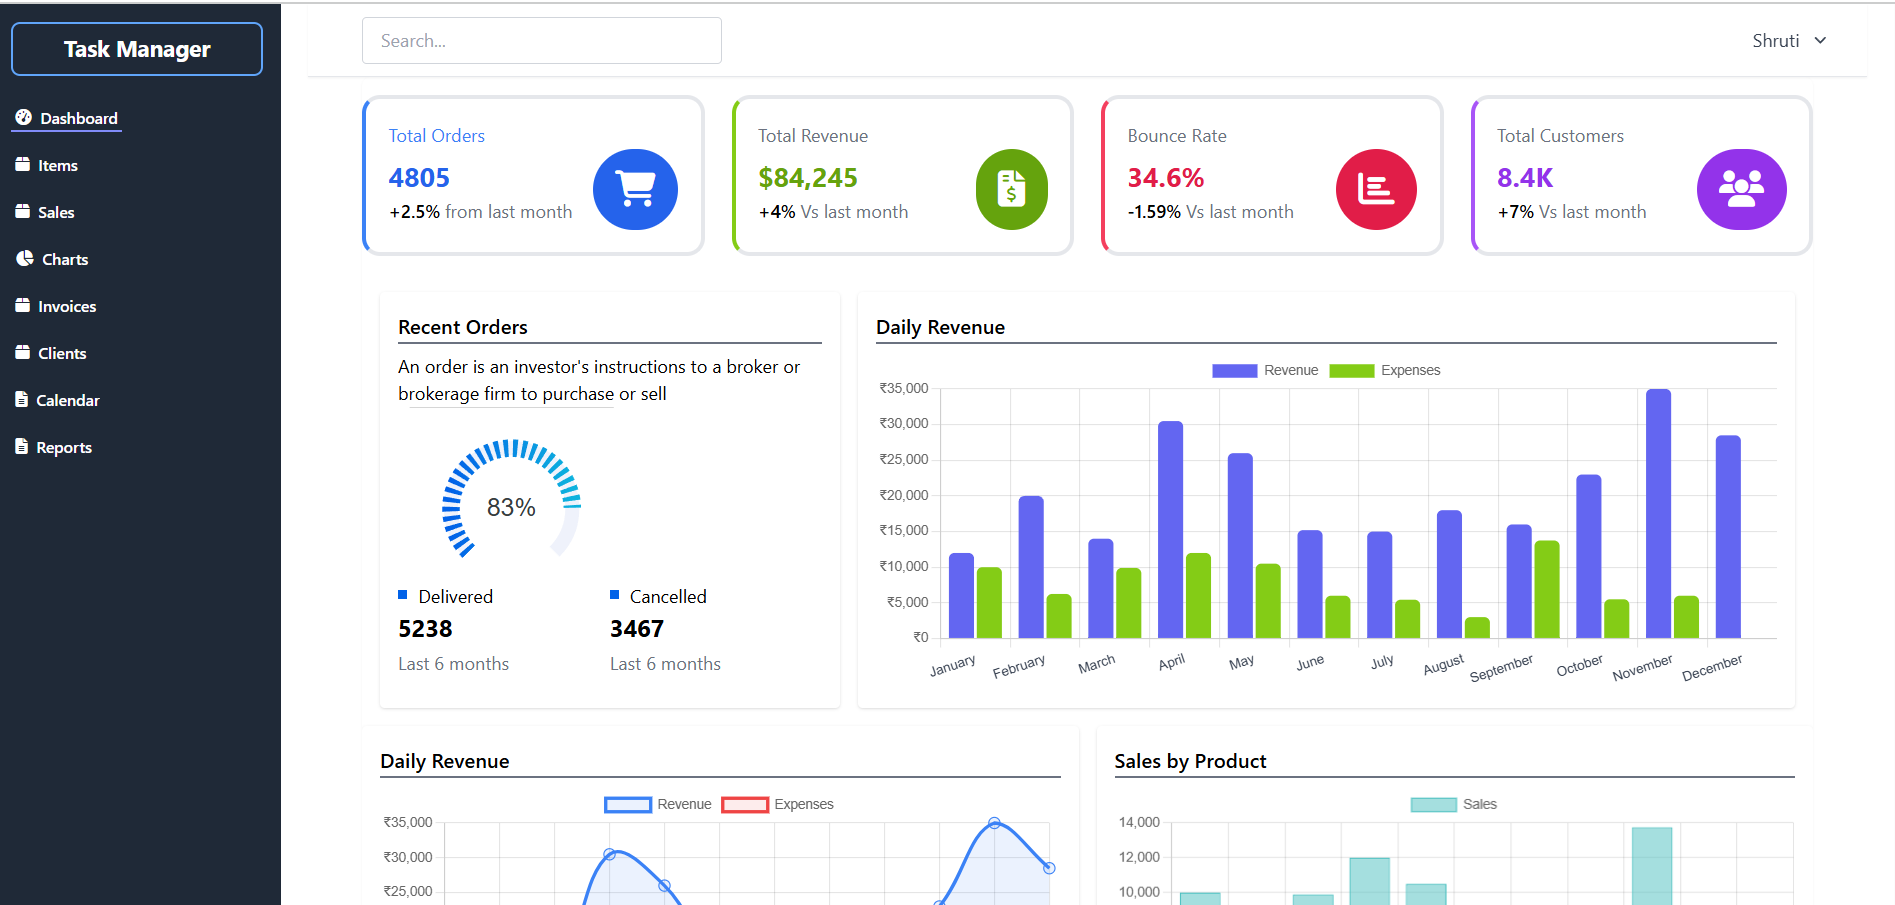 Task Manager
Search...
Shruti
Dashboard
Items
Sales
Charts
Invoices
Clients
Calendar
Reports
Total Orders
4805
+2.5% from last month
Total Revenue
$84,245
+4% Vs last month
Bounce Rate
34.6%
-1.59% Vs last month
Total Customers
8.4K
+7% Vs last month
Recent Orders
An order is an investor's instructions to a broker or
brokerage firm to purchase or sell
83%
Delivered
5238
Last 6 months
Cancelled
3467
Last 6 months
Daily Revenue
Revenue Expenses
₹35,000
₹30,000
₹25,000
₹20,000
₹15,000
₹10,000
₹5,000
₹0
January February March April May June July August September October November December
Daily Revenue
Revenue Expenses
₹35,000
₹30,000
₹25,000
Sales by Product
Sales
14,000
12,000
10,000